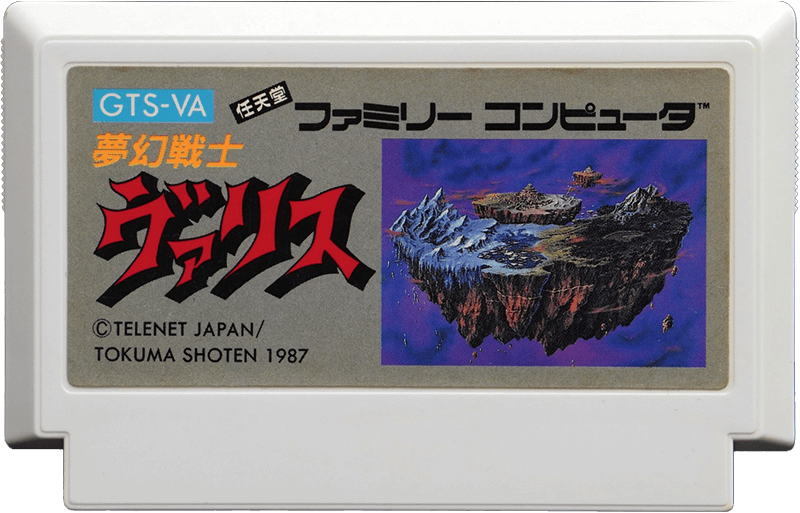 GTS-VA
任天堂
ファミリー コンピュータ™
夢幻戦士
ヴァリス
©TELENET JAPAN/
TOKUMA SHOTEN 1987